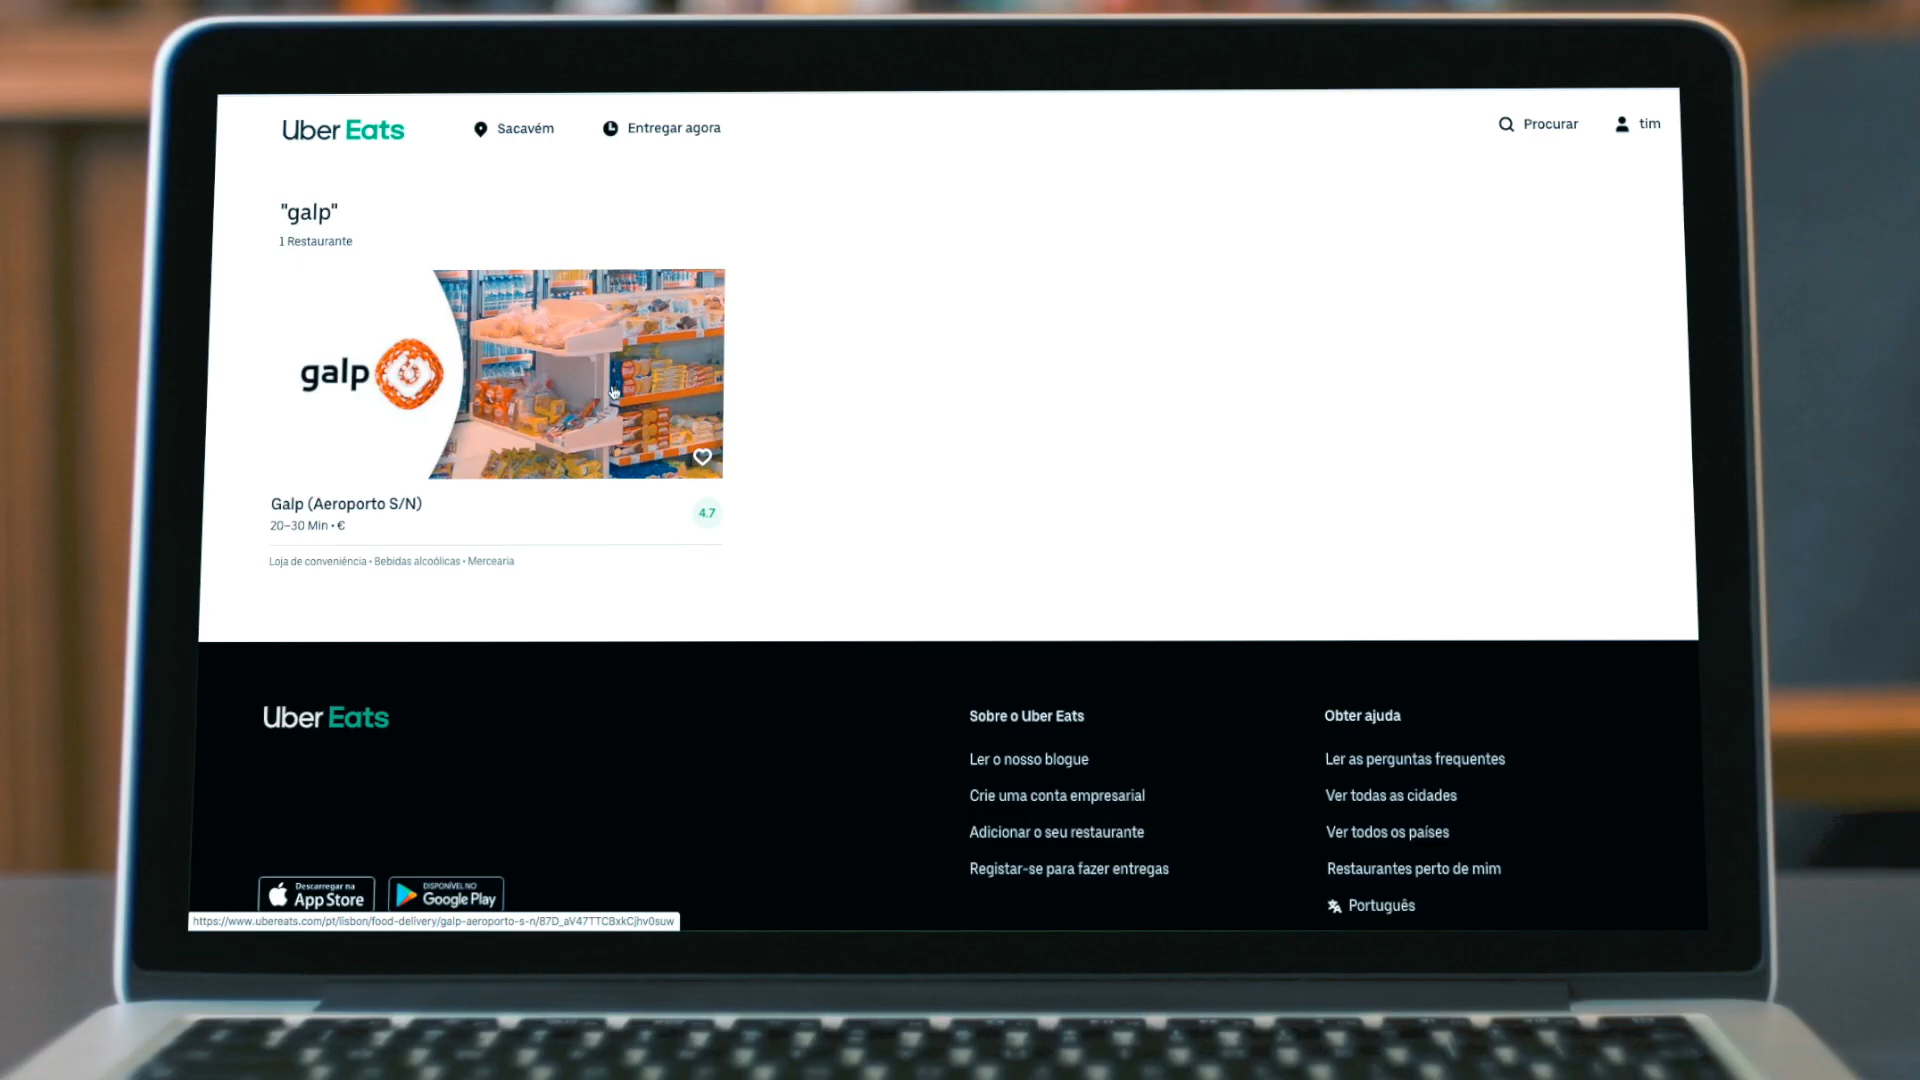 Uber Eats
Sacavém
Entregar agora
Procurar
tim
"galp"
1 Restaurante
galp
Galp (Aeroporto S/N)
20–30 Min • €
4.7
Loja de conveniência • Bebidas alcoólicas • Mercearia
Uber Eats
Sobre o Uber Eats
Ler o nosso blogue
Crie uma conta empresarial
Adicionar o seu restaurante
Registar-se para fazer entregas
Obter ajuda
Ler as perguntas frequentes
Ver todas as cidades
Ver todos os países
Restaurantes perto de mim
Português
Descarregar na
App Store
DISPONÍVEL NO
Google Play
https://www.ubereats.com/pt/lisbon/food-delivery/galp-aeroporto-s-n/87D_aV47TTCBxkCjhv0suw